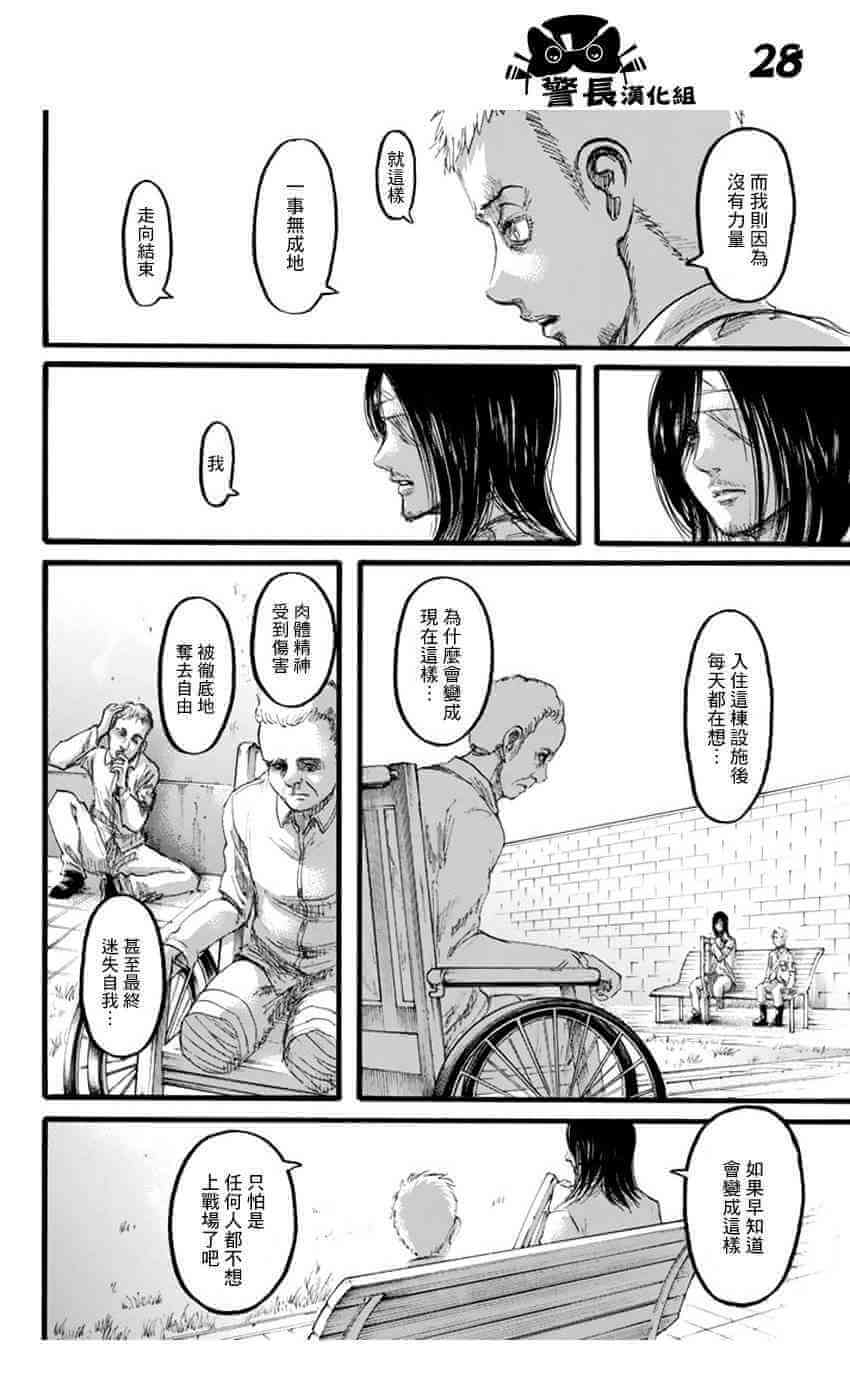 28
警長漢化組
而我則因為
沒有力量
就這樣
一事無成地
走向結束
我
入住這棟設施後
每天都在想…
為什麼會變成
現在這樣…
肉體精神
受到傷害
被徹底地
奪去自由
甚至最終
迷失自我…
如果早知道
會變成這樣
只怕是
任何人都不想
上戰場了吧